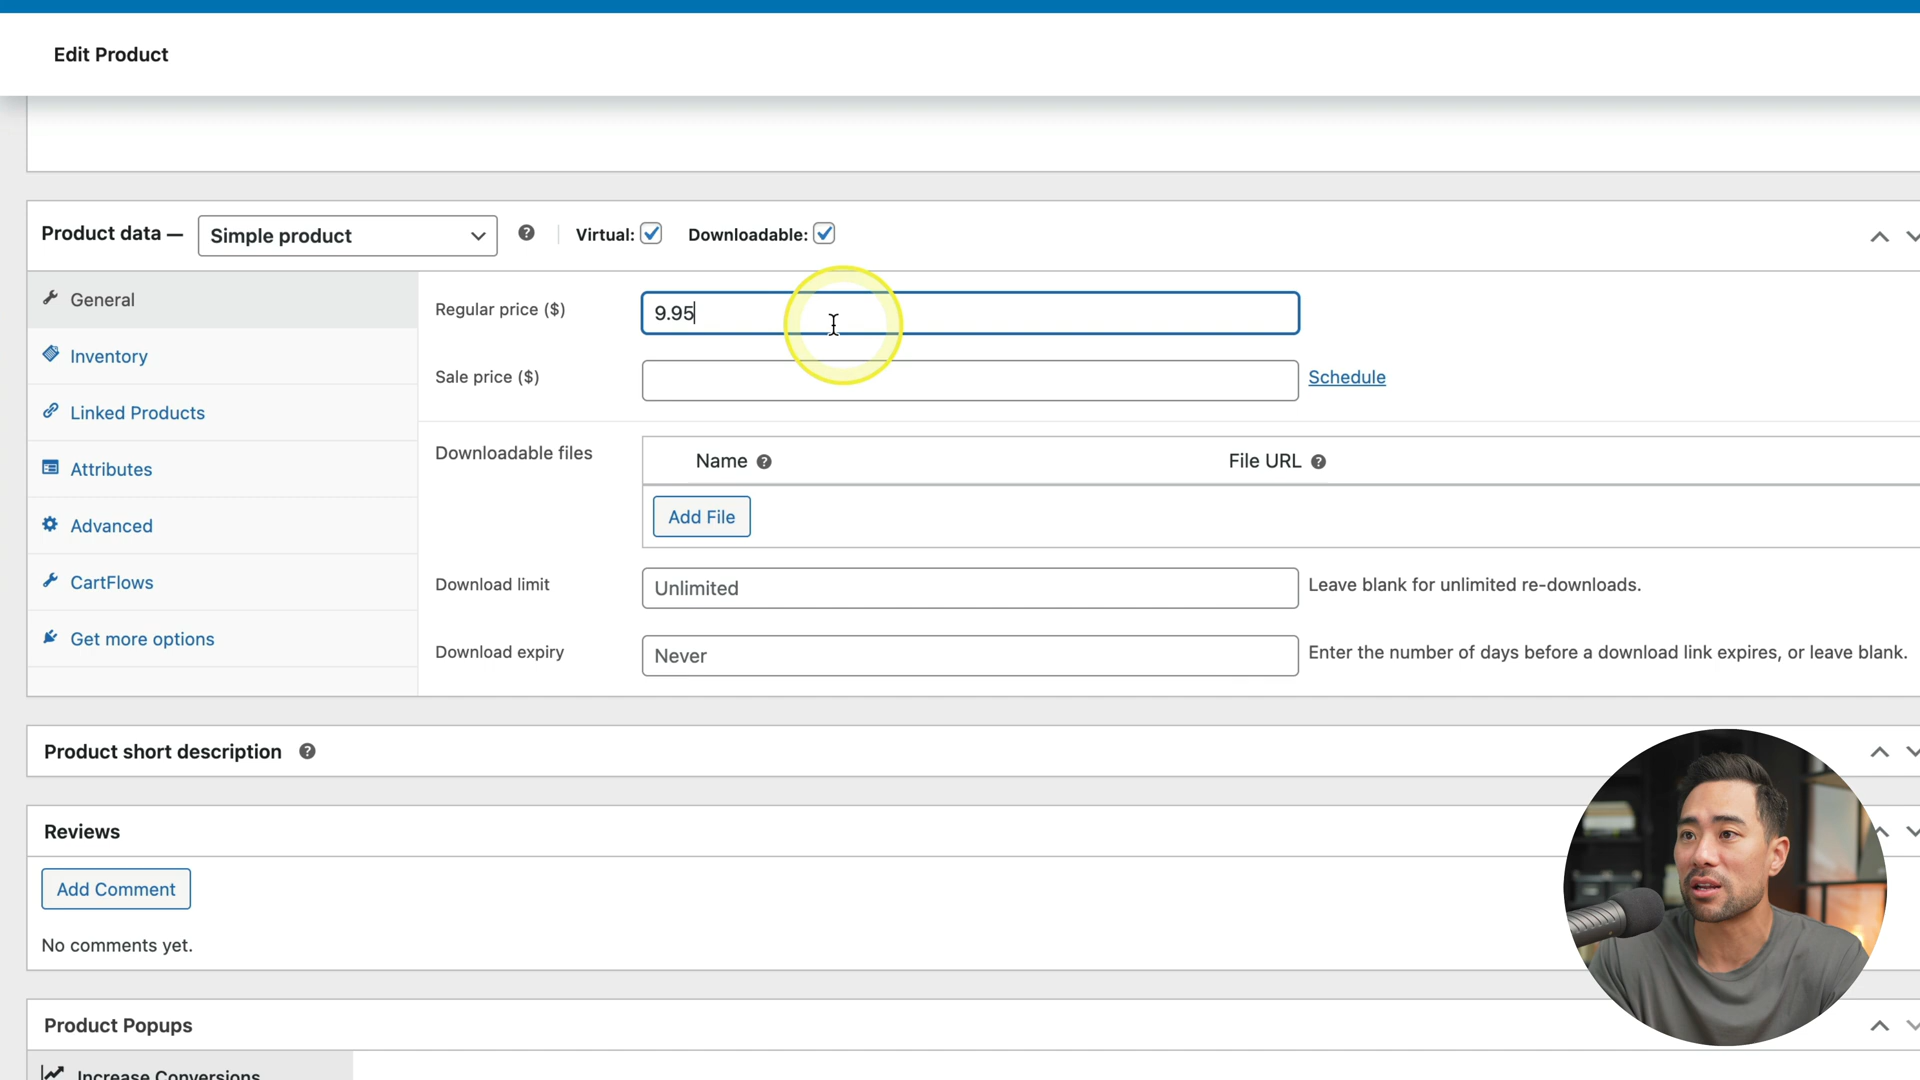 Edit Product
Product data — Simple product Virtual: Downloadable:
General
Inventory
Linked Products
Attributes
Advanced
CartFlows
Get more options
Regular price ($) 9.95
Sale price ($) Schedule
Downloadable files Name File URL
Add File
Download limit Unlimited Leave blank for unlimited re-downloads.
Download expiry Never Enter the number of days before a download link expires, or leave blank.
Product short description
Reviews
Add Comment
No comments yet.
Product Popups
Increase Conversions